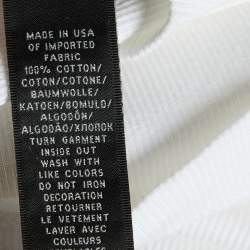 MADE IN USA
OF IMPORTED
FABRIC
100% COTTON/
COTON/COTONE/
BAUMWOLLE/
KATOEN/BOMULD/
ALGODÓN/
ALGODÃO/ХЛОПОК
TURN GARMENT
INSIDE OUT
WASH WITH
LIKE COLORS
DO NOT IRON
DECORATION
RETOURNER
LE VETEMENT
LAVER AVEC
COULEURS